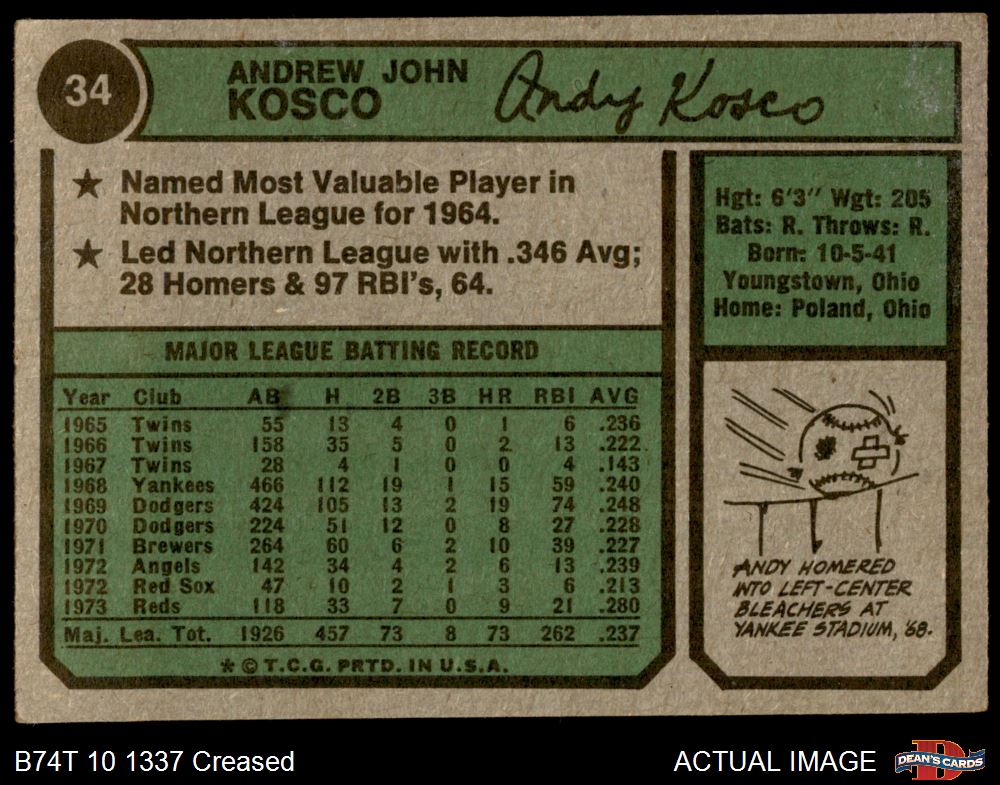 34
ANDREW JOHN
KOSCO
Andy Kosco
★ Named Most Valuable Player in
Northern League for 1964.
★ Led Northern League with .346 Avg;
28 Homers & 97 RBI's, 64.
Hgt: 6'3" Wgt: 205
Bats: R. Throws: R.
Born: 10-5-41
Youngstown, Ohio
Home: Poland, Ohio
MAJOR LEAGUE BATTING RECORD
Year Club AB H 2B 3B HR RBI AVG
1965 Twins 55 13 4 0 1 6 .236
1966 Twins 158 35 5 0 2 13 .222
1967 Twins 28 4 1 0 0 4 .143
1968 Yankees 466 112 19 1 15 59 .240
1969 Dodgers 424 105 13 2 19 74 .248
1970 Dodgers 224 51 12 0 8 27 .228
1971 Brewers 264 60 6 2 10 39 .227
1972 Angels 142 34 4 2 6 13 .239
1972 Red Sox 47 10 2 1 3 6 .213
1973 Reds 118 33 7 0 9 21 .280
Maj. Lea. Tot. 1926 457 73 8 73 262 .237
* © T.C.G. PRTD. IN U.S.A.
ANDY HOMERED
INTO LEFT-CENTER
BLEACHERS AT
YANKEE STADIUM, '68.
B74T 10 1337 Creased
ACTUAL IMAGE
D
DEAN'S CARDS